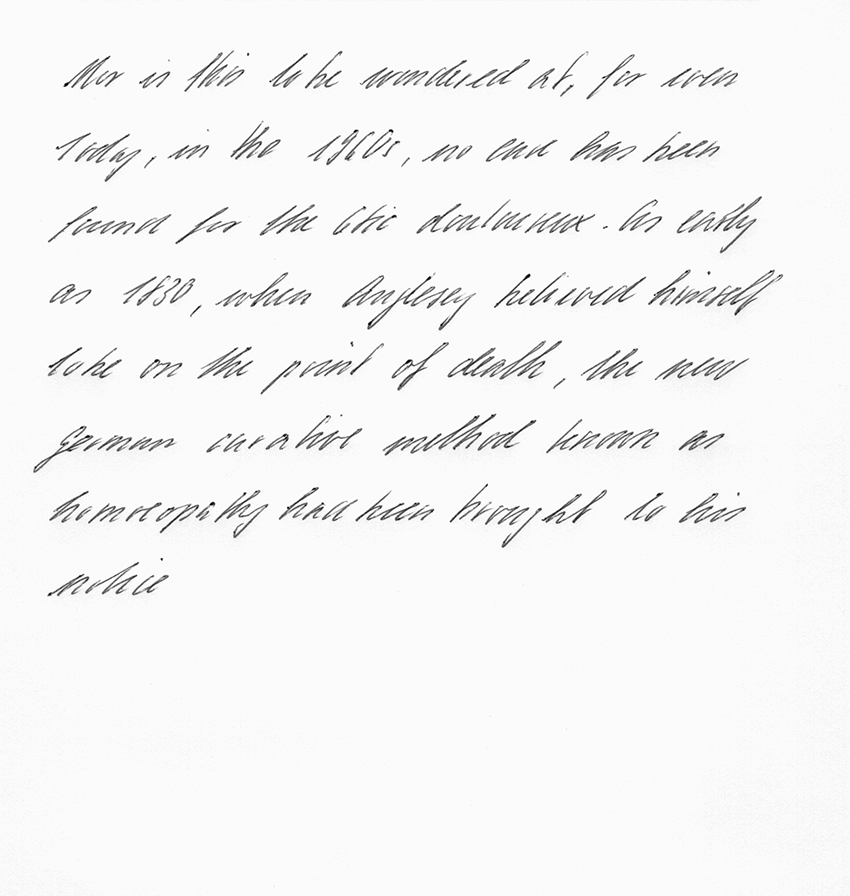 Nor is this to be wondered at, for even
today, in the 1960s, no cure has been
found for the tic douloureux. As early
as 1830, when Anglesey believed himself
to be on the point of death, the new
German curative method known as
homoeopathy had been brought to his
notice